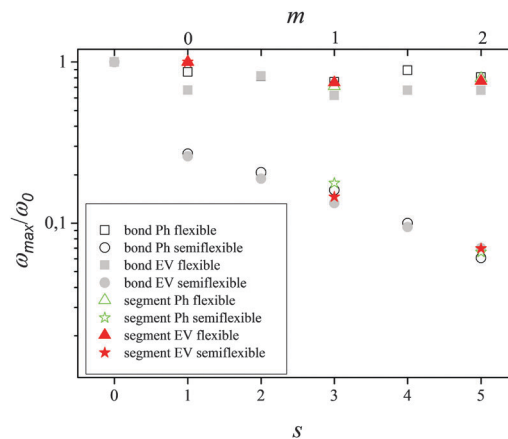 m
0 1 2
1
0,1
ω_max/ω_0
bond Ph flexible
bond Ph semiflexible
bond EV flexible
bond EV semiflexible
segment Ph flexible
segment Ph semiflexible
segment EV flexible
segment EV semiflexible
0 1 2 3 4 5
s